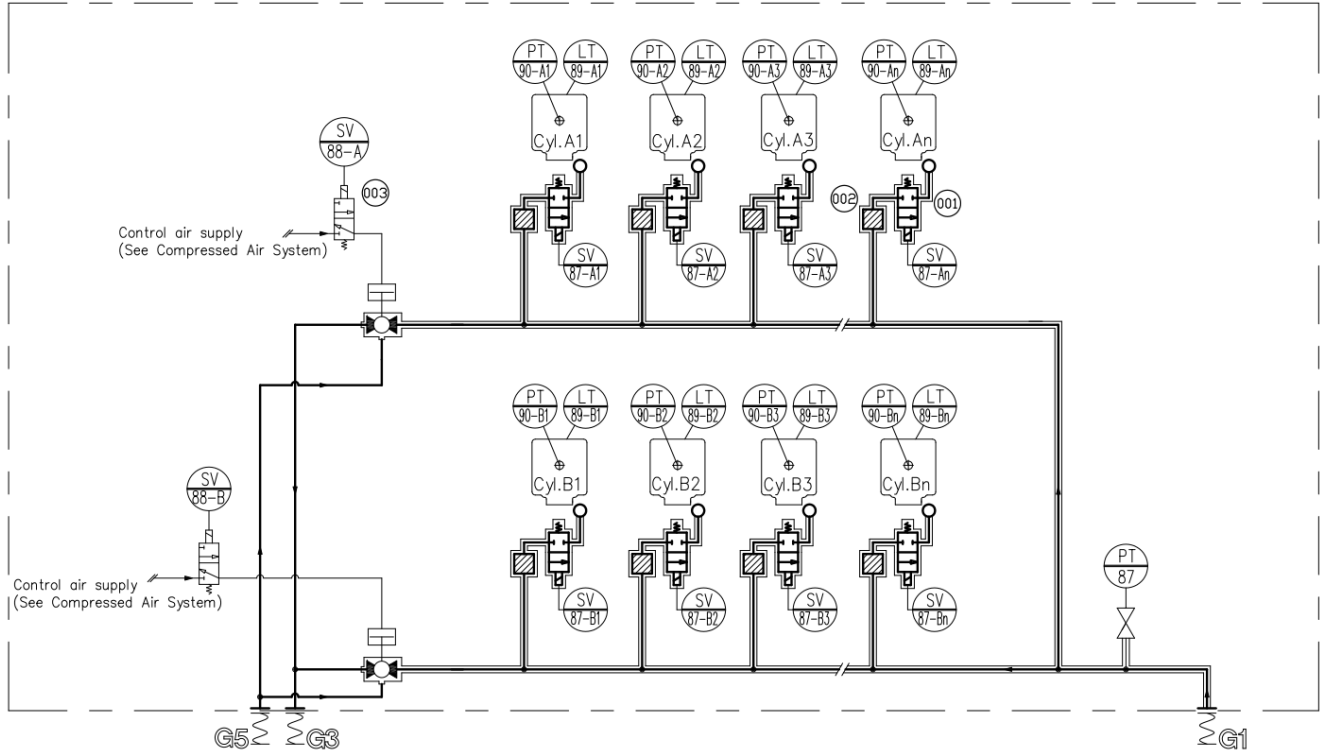 PT LT PT LT PT LT PT LT
90-A1 89-A1 90-A2 89-A2 90-A3 89-A3 90-An 89-An
SV
88-A
Cyl.A1 Cyl.A2 Cyl.A3 Cyl.An
003
002 001
Control air supply
(See Compressed Air System)
SV SV SV SV
87-A1 87-A2 87-A3 87-An
PT LT PT LT PT LT PT LT
90-B1 89-B1 90-B2 89-B2 90-B3 89-B3 90-Bn 89-Bn
SV
88-B
Cyl.B1 Cyl.B2 Cyl.B3 Cyl.Bn
PT
87
Control air supply
(See Compressed Air System)
SV SV SV SV
87-B1 87-B2 87-B3 87-Bn
G5 G3 G1